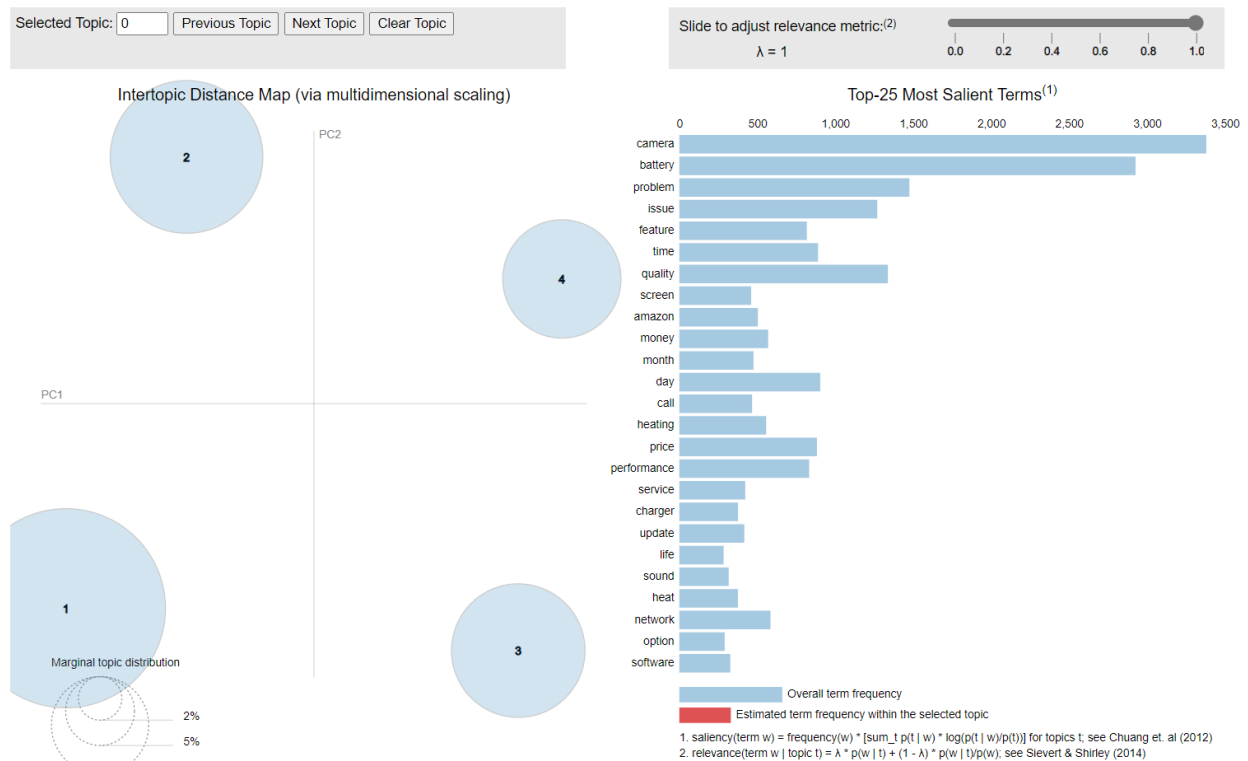 Selected Topic: 0 Previous Topic Next Topic Clear Topic
Slide to adjust relevance metric:(2)
λ = 1
0.0 0.2 0.4 0.6 0.8 1.0
Intertopic Distance Map (via multidimensional scaling)
PC2
PC1
2
4
1
3
Marginal topic distribution
2%
5%
Top-25 Most Salient Terms(1)
0 500 1,000 1,500 2,000 2,500 3,000 3,500
camera
battery
problem
issue
feature
time
quality
screen
amazon
money
month
day
call
heating
price
performance
service
charger
update
life
sound
heat
network
option
software
Overall term frequency
Estimated term frequency within the selected topic
1. saliency(term w) = frequency(w) * [sum_t p(t | w) * log(p(t | w)/p(t))] for topics t; see Chuang et. al (2012)
2. relevance(term w | topic t) = λ * p(w | t) + (1 - λ) * p(w | t)/p(w); see Sievert & Shirley (2014)